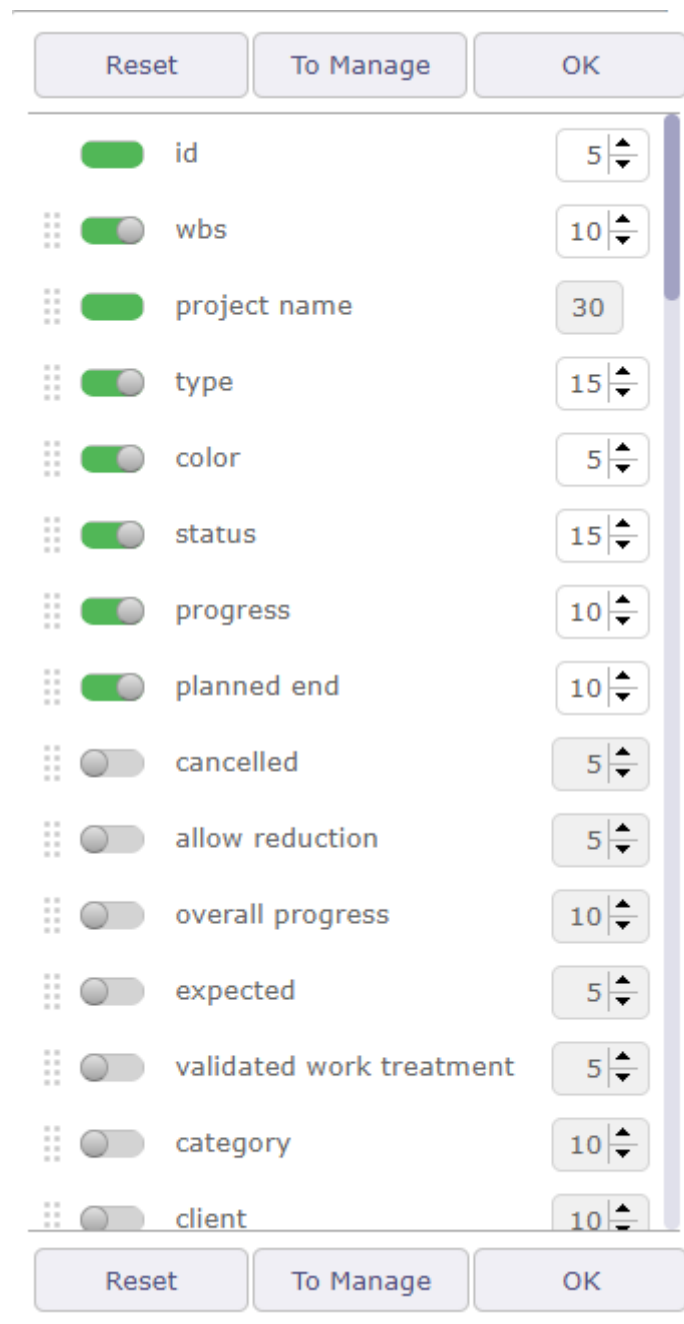 Reset To Manage OK
id 5
wbs 10
project name 30
type 15
color 5
status 15
progress 10
planned end 10
cancelled 5
allow reduction 5
overall progress 10
expected 5
validated work treatment 5
category 10
client 10
Reset To Manage OK